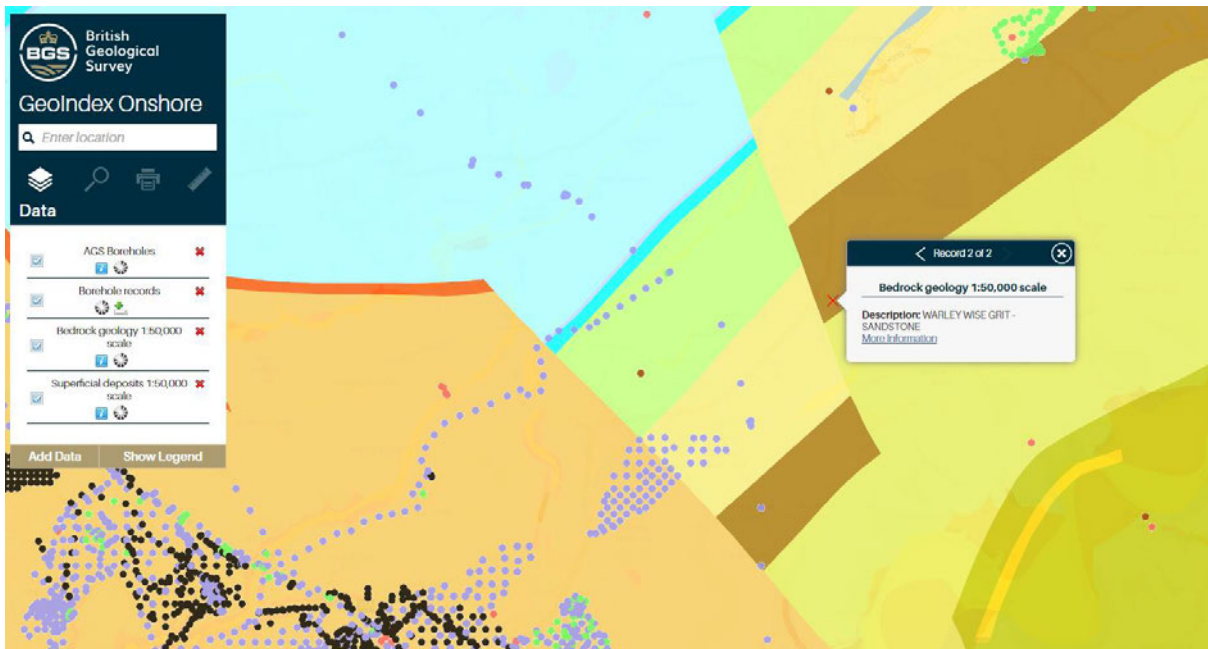 British
Geological
Survey
BGS
GeoIndex Onshore
Enter location
Data
AGS Boreholes
Borehole records
Bedrock geology 1:50,000
scale
Superficial deposits 1:50,000
scale
Add Data
Show Legend
Record 2 of 2
Bedrock geology 1:50,000 scale
Description: WARLEY WISE GRIT -
SANDSTONE
More Information